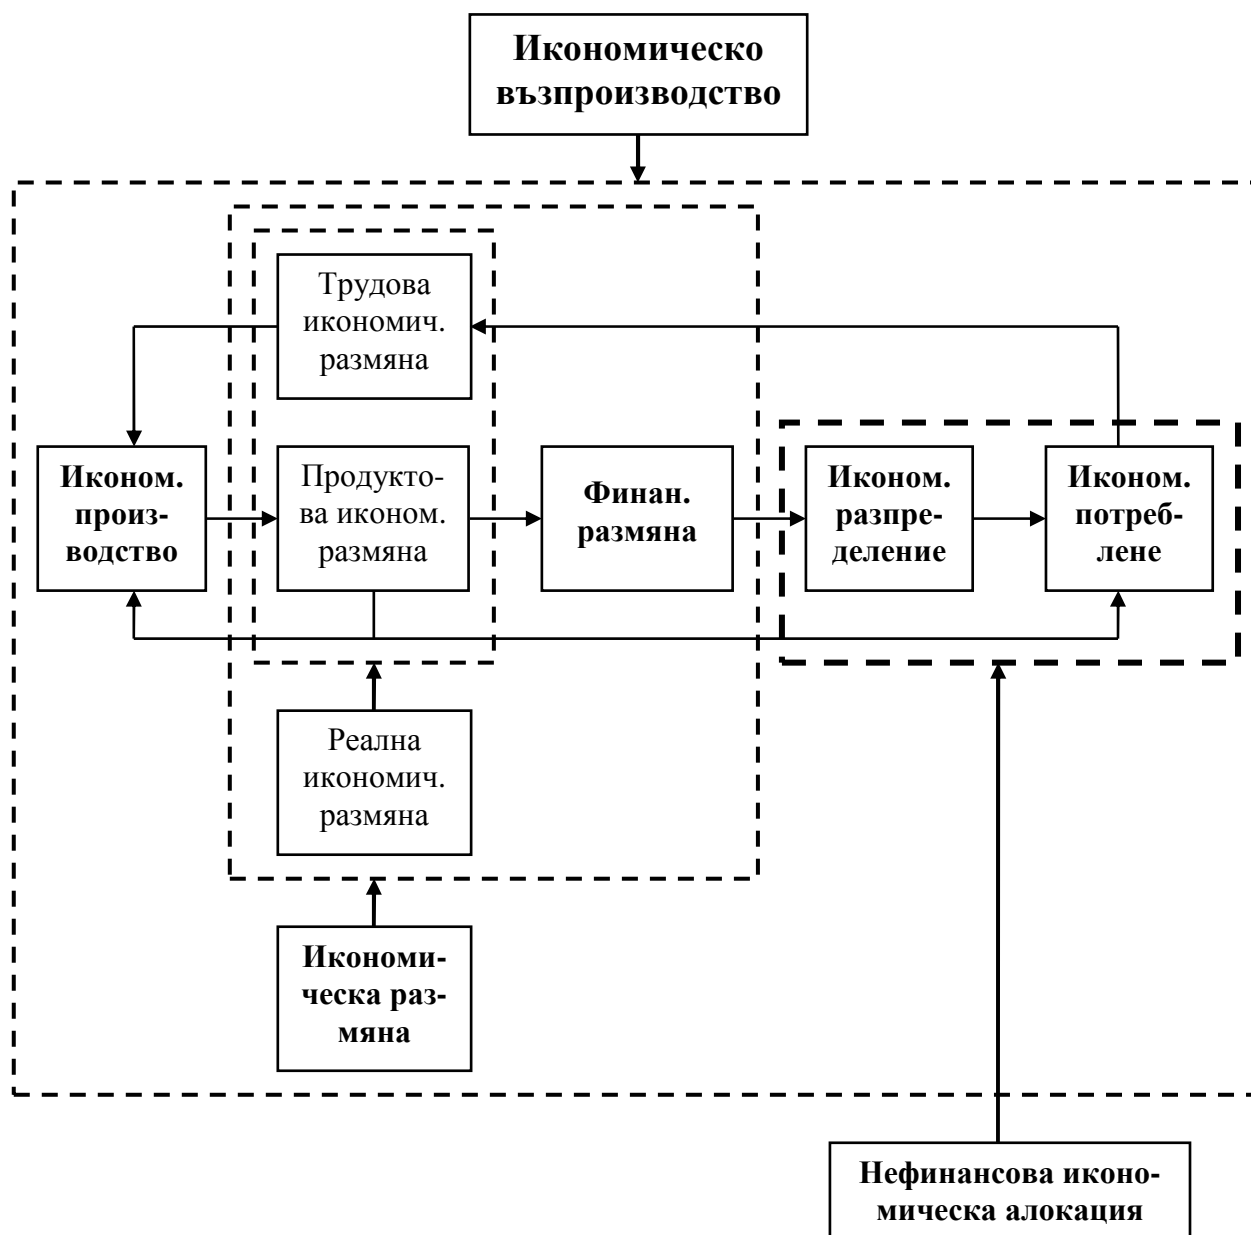 Икономическо
възпроизводство
Трудова
икономич.
размяна
Иконом.
произ-
водство
Продукто-
ва иконом.
размяна
Финан.
размяна
Иконом.
разпре-
деление
Иконом.
потреб-
лене
Реална
икономич.
размяна
Икономи-
ческа раз-
мяна
Нефинансова иконо-
мическа алокация